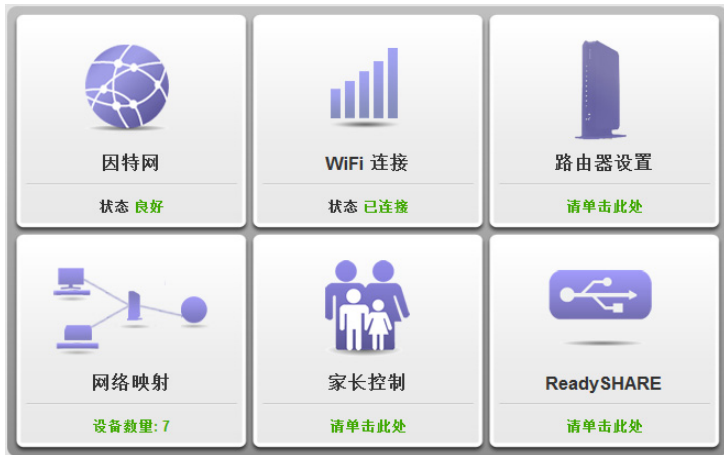 因特网
状态 良好
WiFi 连接
状态 已连接
路由器设置
请单击此处
网络映射
设备数量: 7
家长控制
请单击此处
ReadySHARE
请单击此处